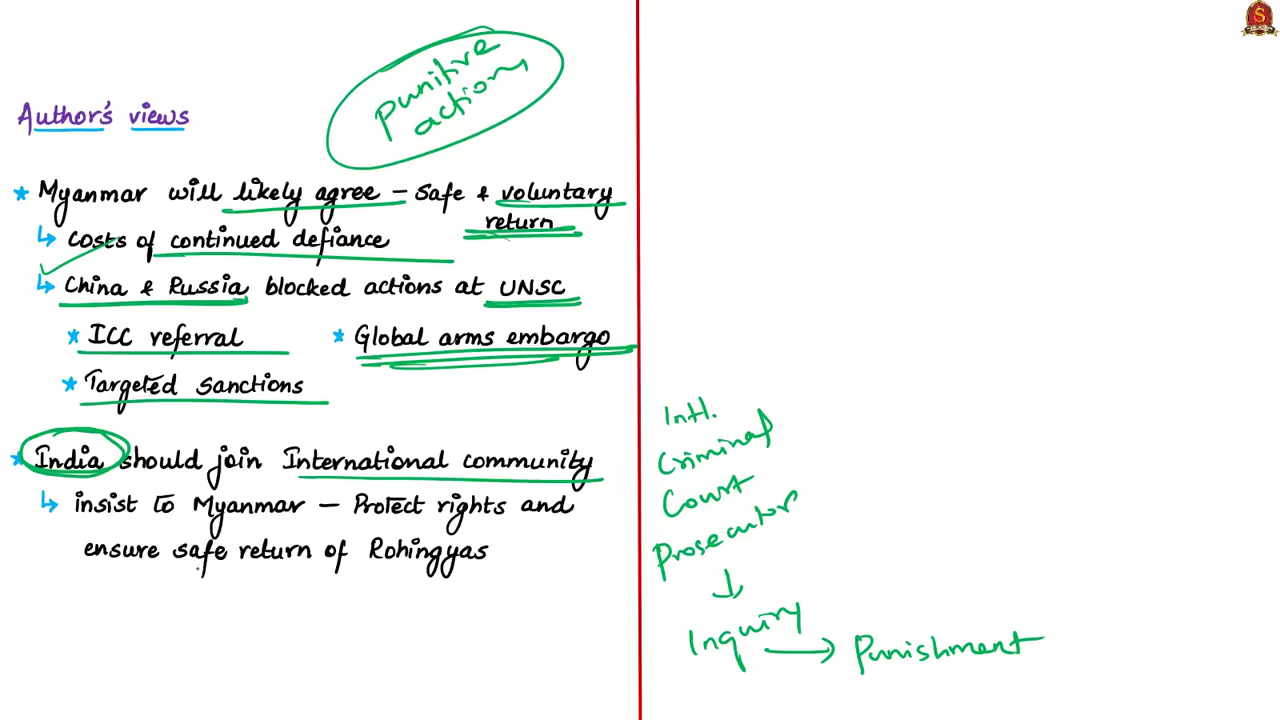 punitive
actions
Author's views
* Myanmar will likely agree – safe & voluntary
return
↳ costs of continued defiance
↳ China & Russia blocked actions at UNSC
* ICC referral * Global arms embargo
* Targeted sanctions
* India should join International community
↳ insist to Myanmar – Protect rights and
ensure safe return of Rohingyas
Intl.
Criminal
Court
Prosecutor
↓
Inquiry → Punishment
S